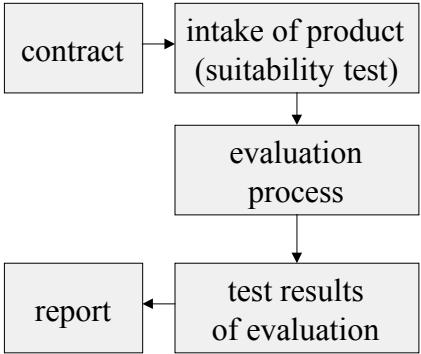 contract
intake of product
(suitability test)
evaluation
process
test results
of evaluation
report